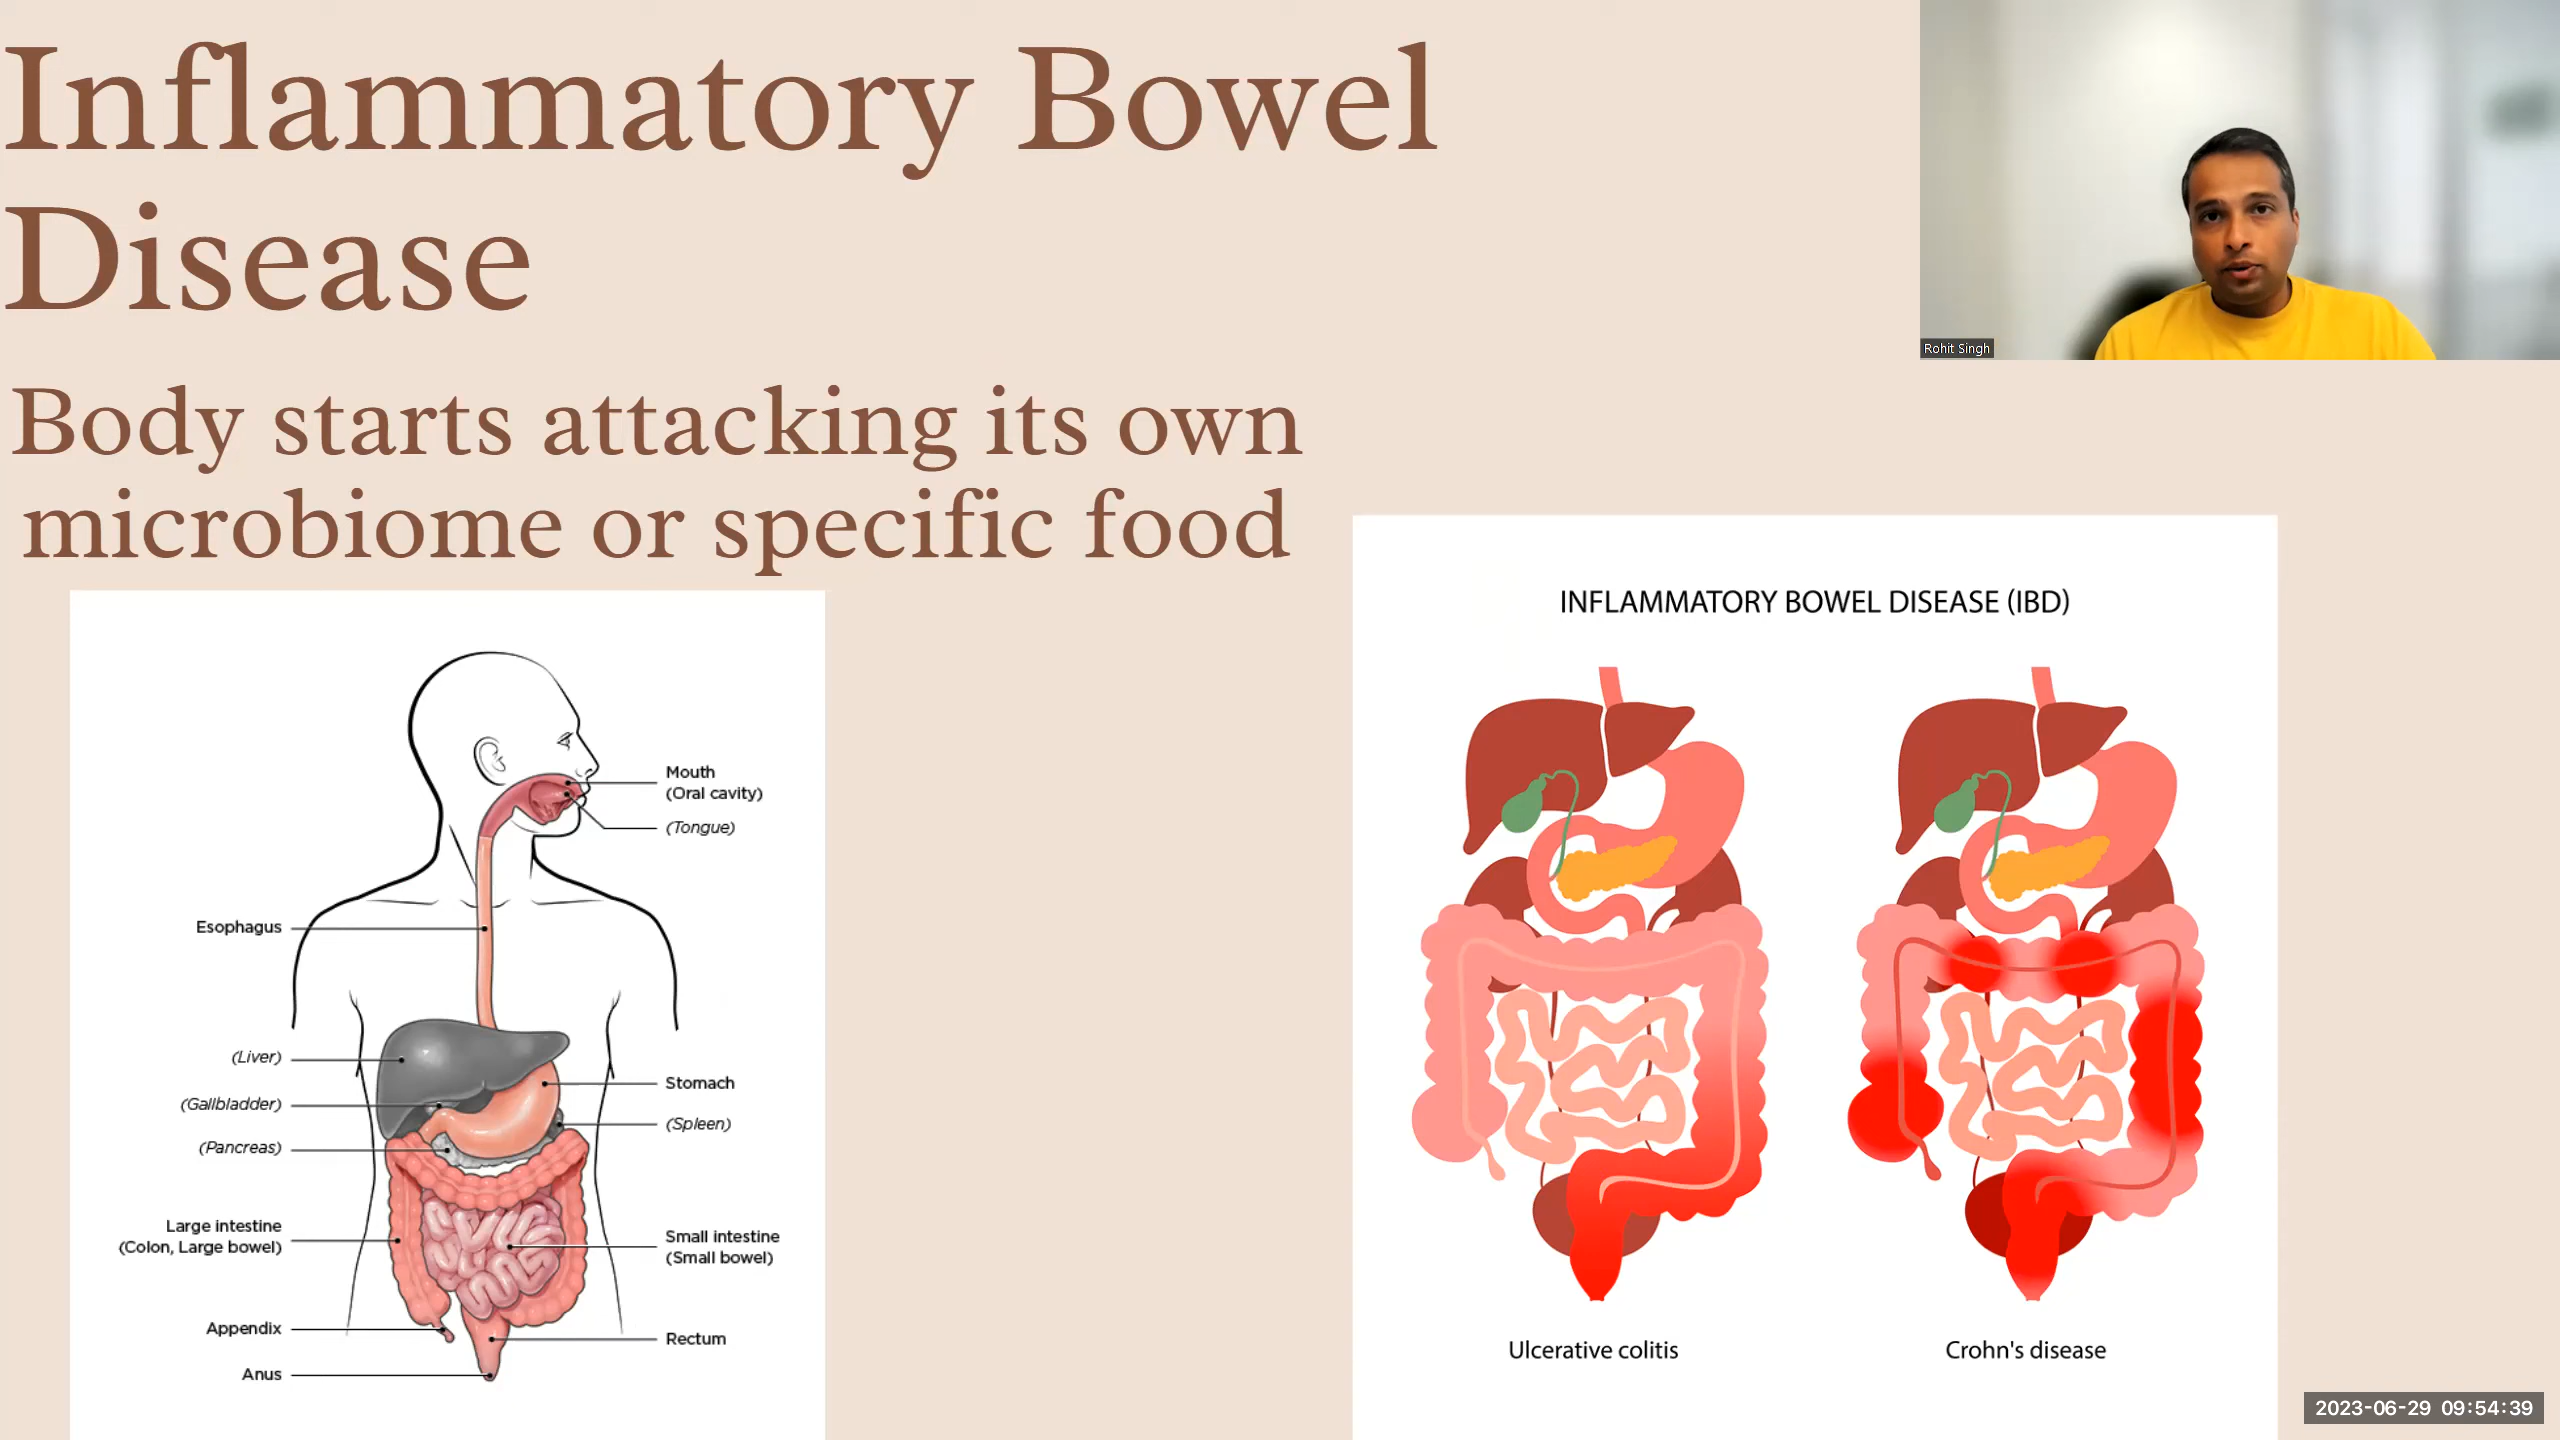 Inflammatory Bowel
Disease
Body starts attacking its own
microbiome or specific food
Rohit Singh
Mouth
(Oral cavity)
(Tongue)
Esophagus
(Liver)
Stomach
(Gallbladder)
(Spleen)
(Pancreas)
Large intestine
(Colon, Large bowel)
Small intestine
(Small bowel)
Appendix
Rectum
Anus
INFLAMMATORY BOWEL DISEASE (IBD)
Ulcerative colitis
Crohn's disease
2023-06-29 09:54:39